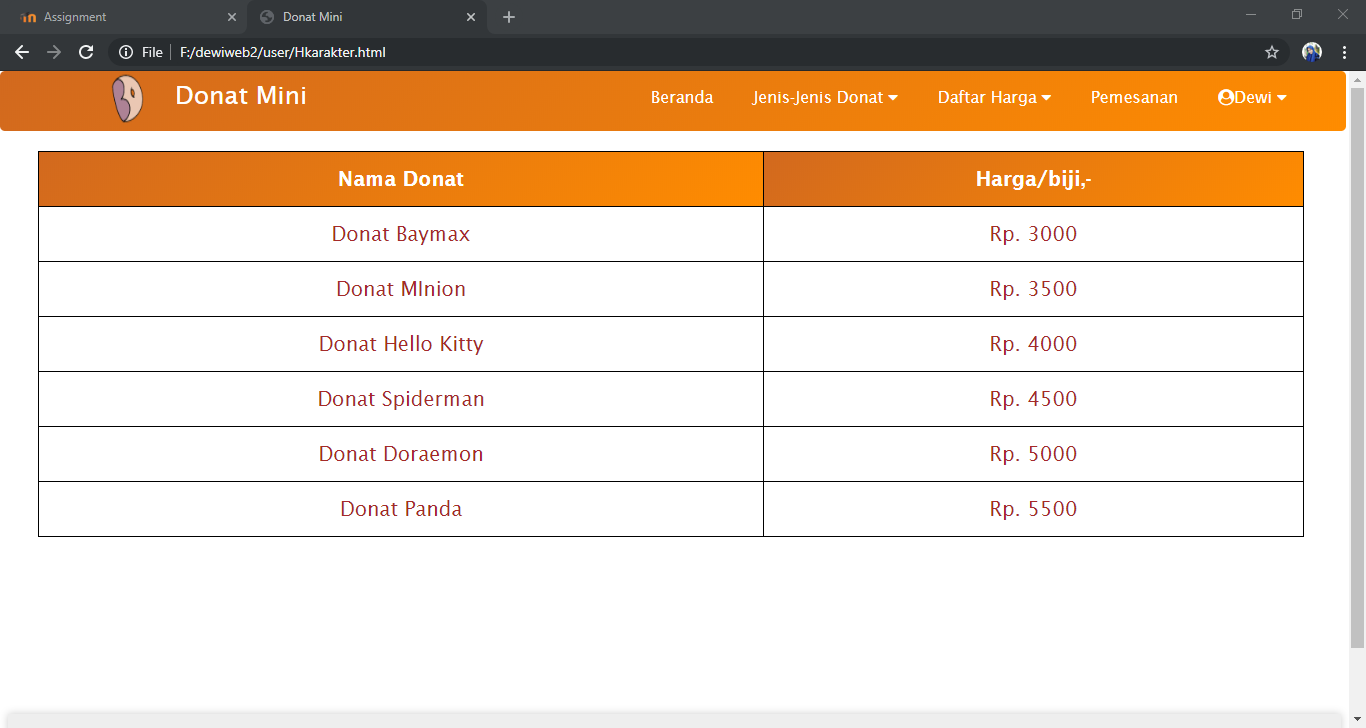 Assignment
Donat Mini
File
F:/dewiweb2/user/Hkarakter.html
Donat Mini
Beranda
Jenis-Jenis Donat
Daftar Harga
Pemesanan
Dewi
Nama Donat Harga/biji,-
Donat Baymax Rp. 3000
Donat MInion Rp. 3500
Donat Hello Kitty Rp. 4000
Donat Spiderman Rp. 4500
Donat Doraemon Rp. 5000
Donat Panda Rp. 5500